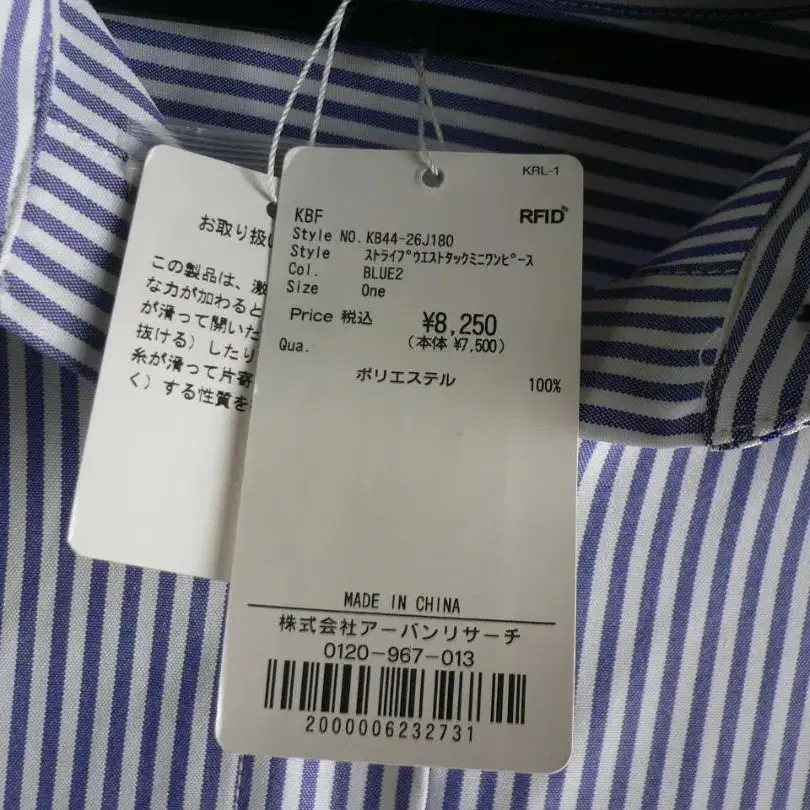 KRL-1
RFID
KBF
Style NO. KB44-26J180
Style ストライプウエストタックミニワンピース
Col. BLUE2
Size One
Price 税込 ¥8,250
(本体 ¥7,500)
Qua.
ポリエステル 100%
MADE IN CHINA
株式会社アーバンリサーチ
0120-967-013
2000006232731
お取り扱い
この製品は、激
な力が加わると
が滑って開いた
抜ける）したり
糸が滑って片寄
く）する性質を